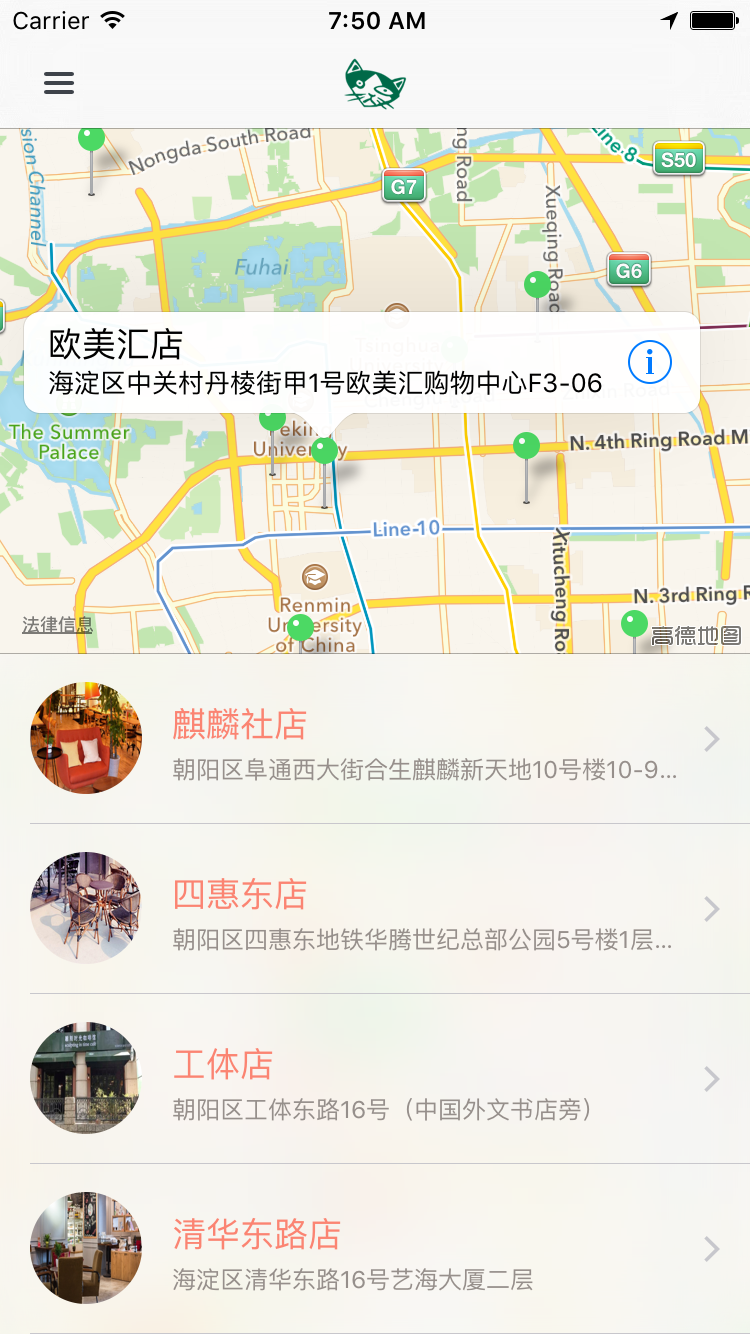 Carrier
7:50 AM
sion Channel
Nongda South Road
G7
ng Road
Line-8
S50
Xueqing Road
G6
Fuhai
欧美汇店
海淀区中关村丹棱街甲1号欧美汇购物中心F3-06
The Summer
Palace
Peking
University
N. 4th Ring Road M
Line-10
Xitucheng Ro
Renmin
University
of China
N. 3rd Ring R
法律信息
高德地图
麒麟社店
朝阳区阜通西大街合生麒麟新天地10号楼10-9...
四惠东店
朝阳区四惠东地铁华腾世纪总部公园5号楼1层...
工体店
朝阳区工体东路16号（中国外文书店旁）
清华东路店
海淀区清华东路16号艺海大厦二层